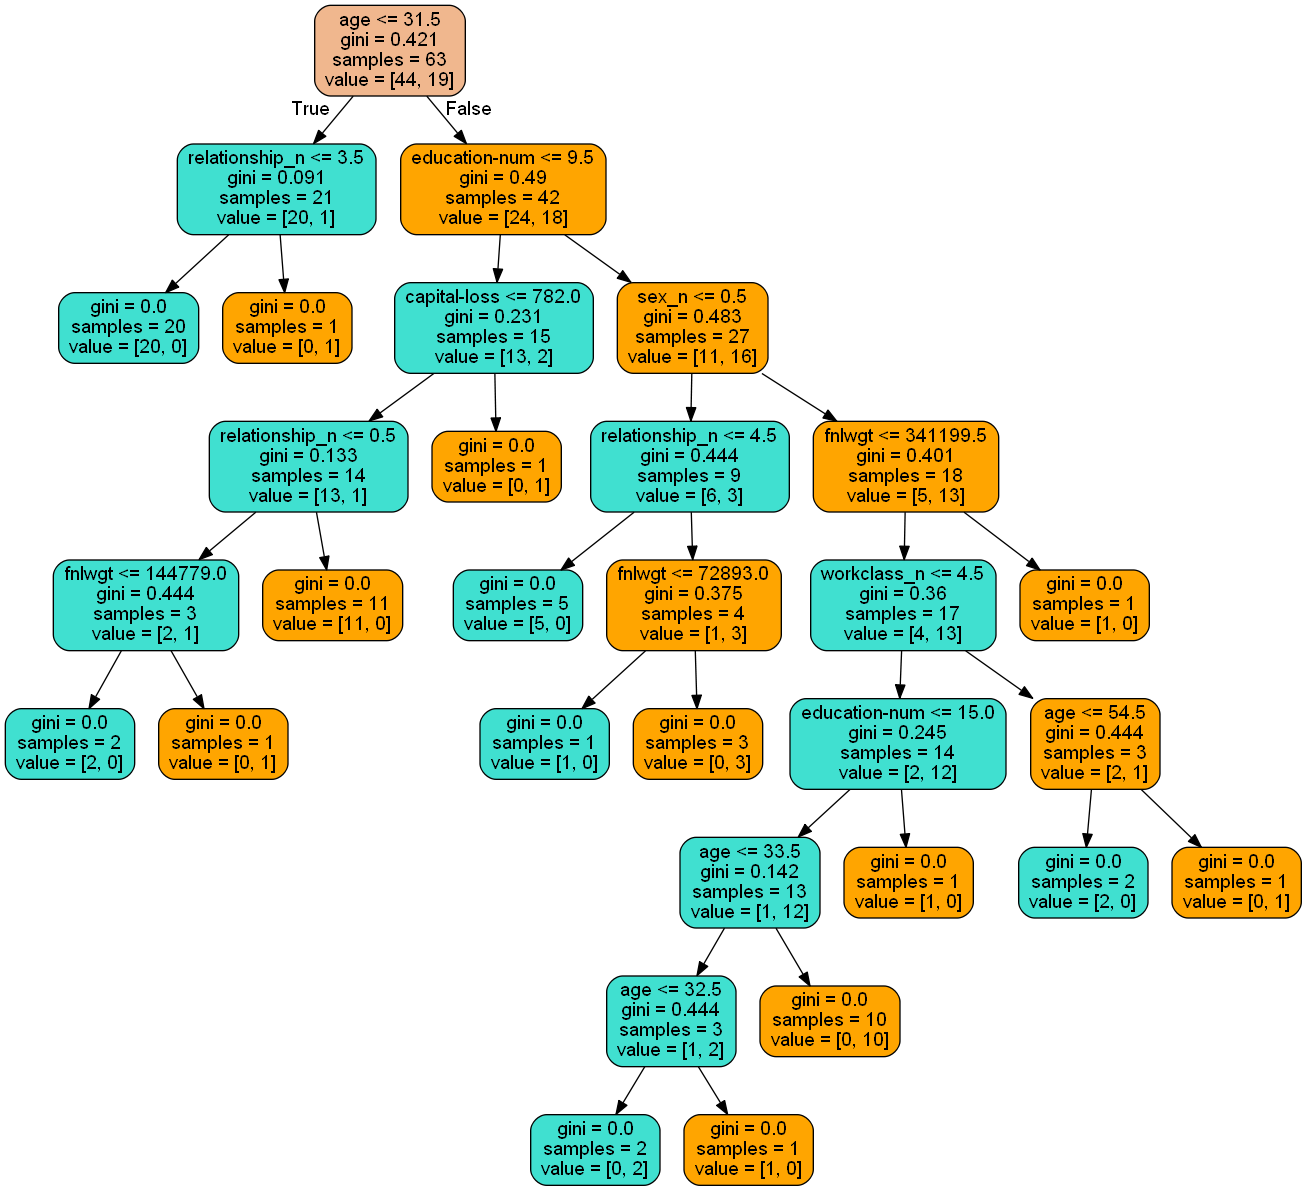 age <= 31.5
gini = 0.421
samples = 63
value = [44, 19]
True
False
relationship_n <= 3.5
gini = 0.091
samples = 21
value = [20, 1]
education-num <= 9.5
gini = 0.49
samples = 42
value = [24, 18]
gini = 0.0
samples = 20
value = [20, 0]
gini = 0.0
samples = 1
value = [0, 1]
capital-loss <= 782.0
gini = 0.231
samples = 15
value = [13, 2]
sex_n <= 0.5
gini = 0.483
samples = 27
value = [11, 16]
relationship_n <= 0.5
gini = 0.133
samples = 14
value = [13, 1]
gini = 0.0
samples = 1
value = [0, 1]
relationship_n <= 4.5
gini = 0.444
samples = 9
value = [6, 3]
fnlwgt <= 341199.5
gini = 0.401
samples = 18
value = [5, 13]
fnlwgt <= 144779.0
gini = 0.444
samples = 3
value = [2, 1]
gini = 0.0
samples = 11
value = [11, 0]
gini = 0.0
samples = 5
value = [5, 0]
fnlwgt <= 72893.0
gini = 0.375
samples = 4
value = [1, 3]
workclass_n <= 4.5
gini = 0.36
samples = 17
value = [4, 13]
gini = 0.0
samples = 1
value = [1, 0]
gini = 0.0
samples = 2
value = [2, 0]
gini = 0.0
samples = 1
value = [0, 1]
gini = 0.0
samples = 1
value = [1, 0]
gini = 0.0
samples = 3
value = [0, 3]
education-num <= 15.0
gini = 0.245
samples = 14
value = [2, 12]
age <= 54.5
gini = 0.444
samples = 3
value = [2, 1]
age <= 33.5
gini = 0.142
samples = 13
value = [1, 12]
gini = 0.0
samples = 1
value = [1, 0]
gini = 0.0
samples = 2
value = [2, 0]
gini = 0.0
samples = 1
value = [0, 1]
age <= 32.5
gini = 0.444
samples = 3
value = [1, 2]
gini = 0.0
samples = 10
value = [0, 10]
gini = 0.0
samples = 2
value = [0, 2]
gini = 0.0
samples = 1
value = [1, 0]